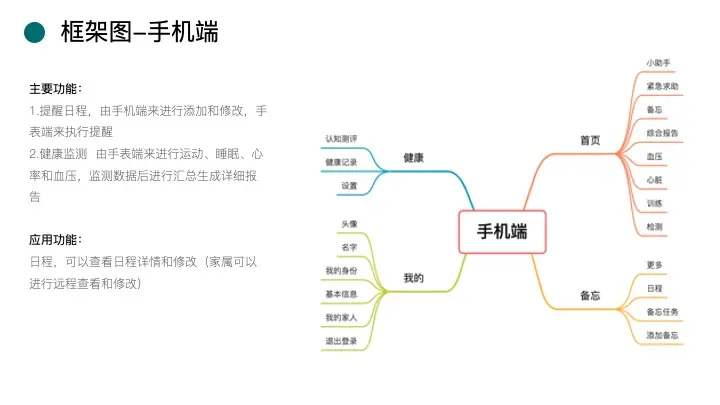 框架图-手机端
主要功能：
1.提醒日程，由手机端来进行添加和修改，手
表端来执行提醒
2.健康监测 由手表端来进行运动、睡眠、心
率和血压，监测数据后进行汇总生成详细报
告
应用功能：
日程，可以查看日程详情和修改（家属可以
进行远程查看和修改）
手机端
健康
认知测评
健康记录
设置
我的
头像
名字
我的身份
基本信息
我的家人
退出登录
首页
小助手
紧急求助
备忘
综合报告
血压
心脏
训练
检测
备忘
更多
日程
备忘任务
添加备忘